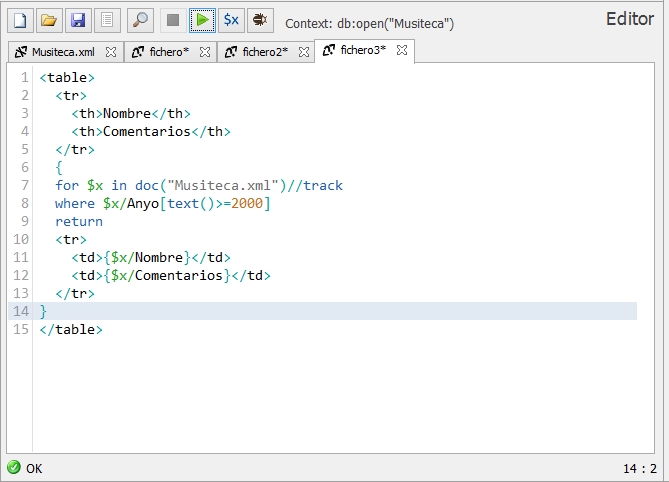 Context: db:open("Musiteca")
Editor
Musiteca.xml fichero* fichero2* fichero3*
1 <table>
2 <tr>
3 <th>Nombre</th>
4 <th>Comentarios</th>
5 </tr>
6 {
7 for $x in doc("Musiteca.xml")//track
8 where $x/Anyo[text()>=2000]
9 return
10 <tr>
11 <td>{$x/Nombre}</td>
12 <td>{$x/Comentarios}</td>
13 </tr>
14 }
15 </table>
OK 14 : 2